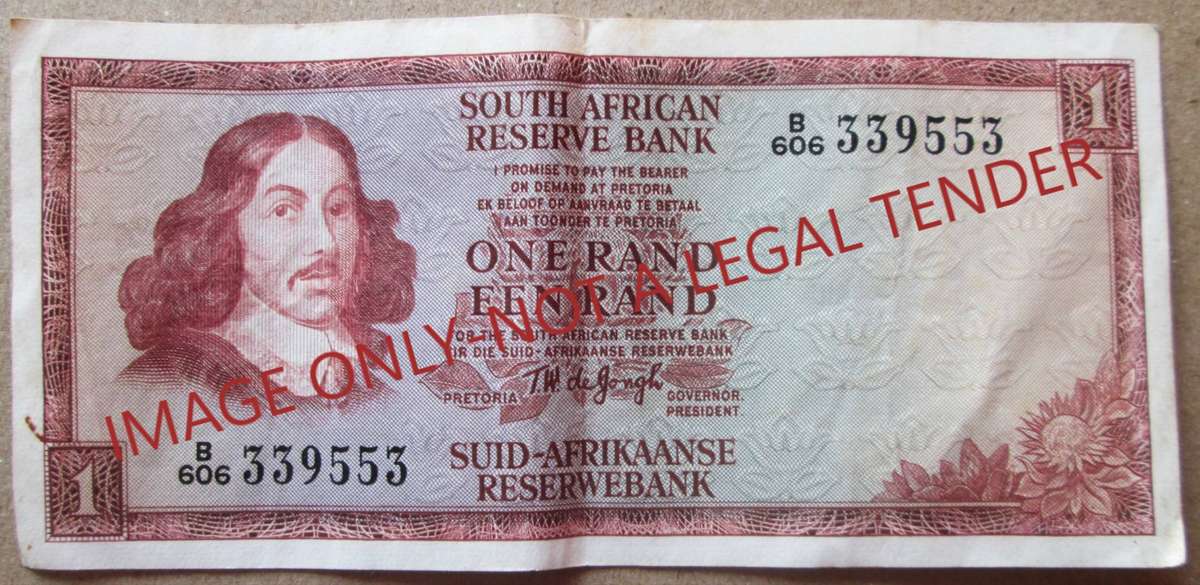 1
SOUTH AFRICAN
RESERVE BANK
B
606 339553
I PROMISE TO PAY THE BEARER
ON DEMAND AT PRETORIA
EK BELOOF OP AANVRAAG TE BETAAL
AAN TOONDER TE PRETORIA
ONE RAND
EEN RAND
FOR THE SOUTH AFRICAN RESERVE BANK
VIR DIE SUID-AFRIKAANSE RESERWEBANK
T.W. de Jongh
PRETORIA
GOVERNOR.
PRESIDENT.
B
606 339553
SUID-AFRIKAANSE
RESERWEBANK
1
IMAGE ONLY NOT A LEGAL TENDER